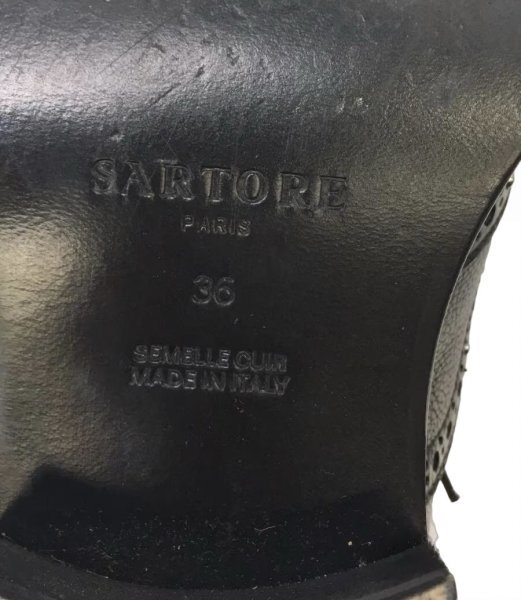 SARTORE
PARIS
36
SEMELLE CUIR
MADE IN ITALY